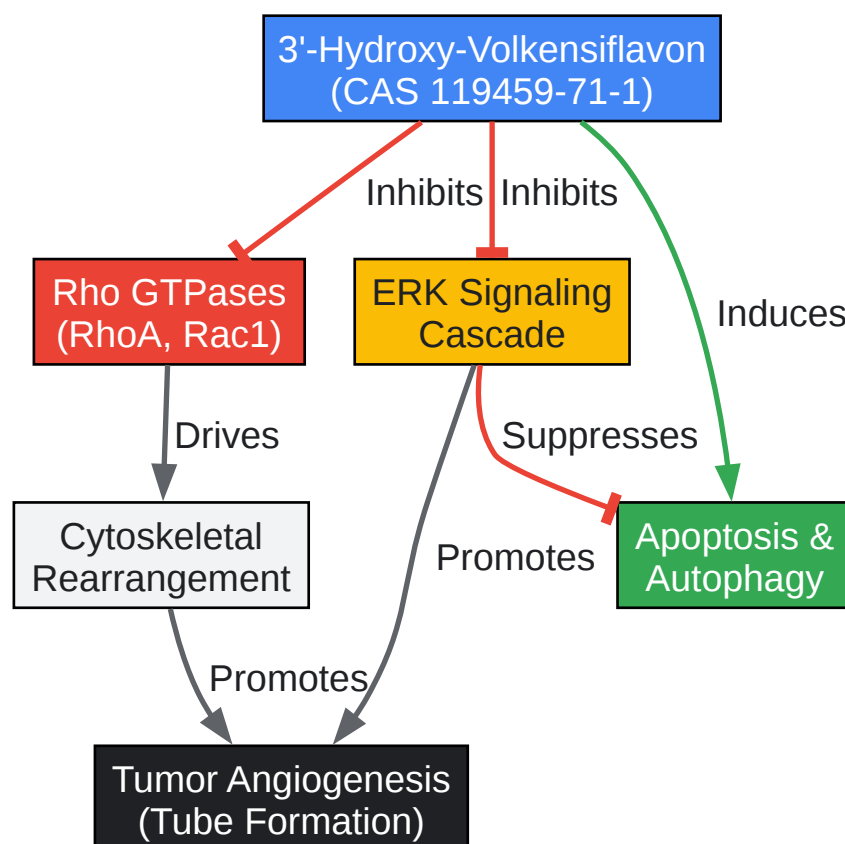 3'-Hydroxy-Volkensiflavon
(CAS 119459-71-1)
Inhibits
Inhibits
Rho GTPases
(RhoA, Rac1)
ERK Signaling
Cascade
Induces
Drives
Suppresses
Cytoskeletal
Rearrangement
Promotes
Apoptosis &
Autophagy
Promotes
Tumor Angiogenesis
(Tube Formation)